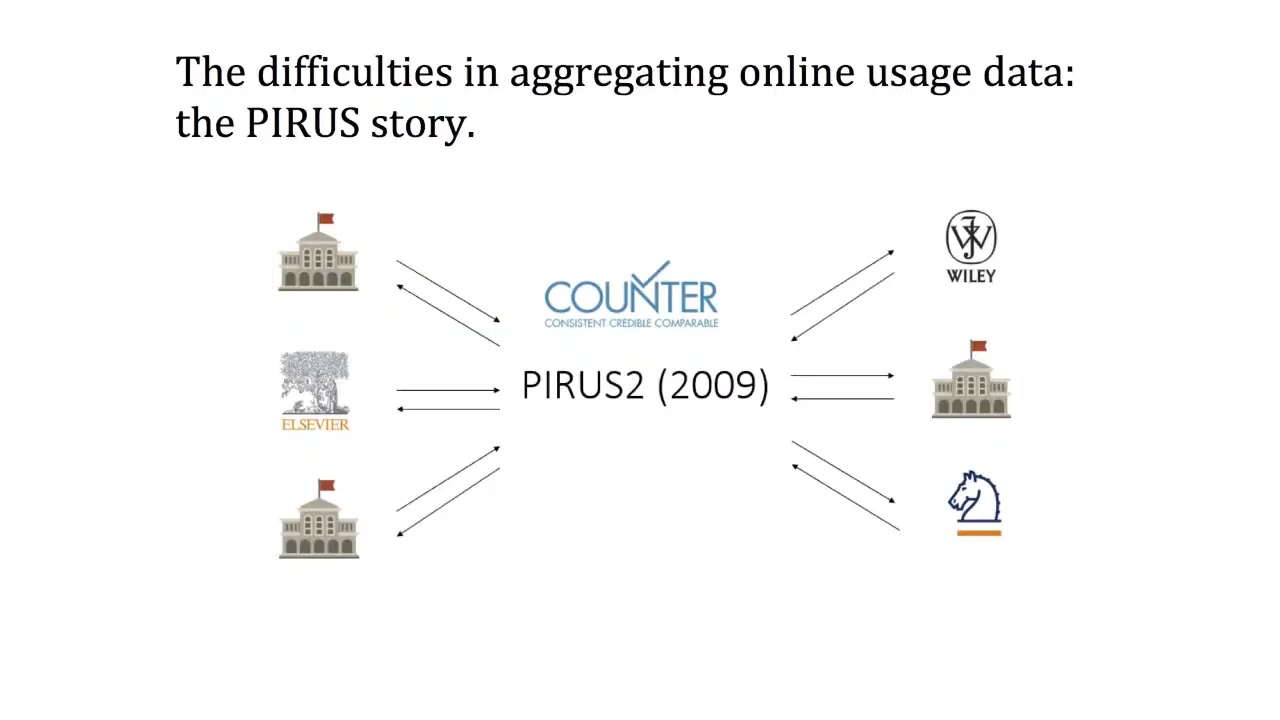 The difficulties in aggregating online usage data:
the PIRUS story.
WILEY
COUNTER
CONSISTENT CREDIBLE COMPARABLE
PIRUS2 (2009)
ELSEVIER